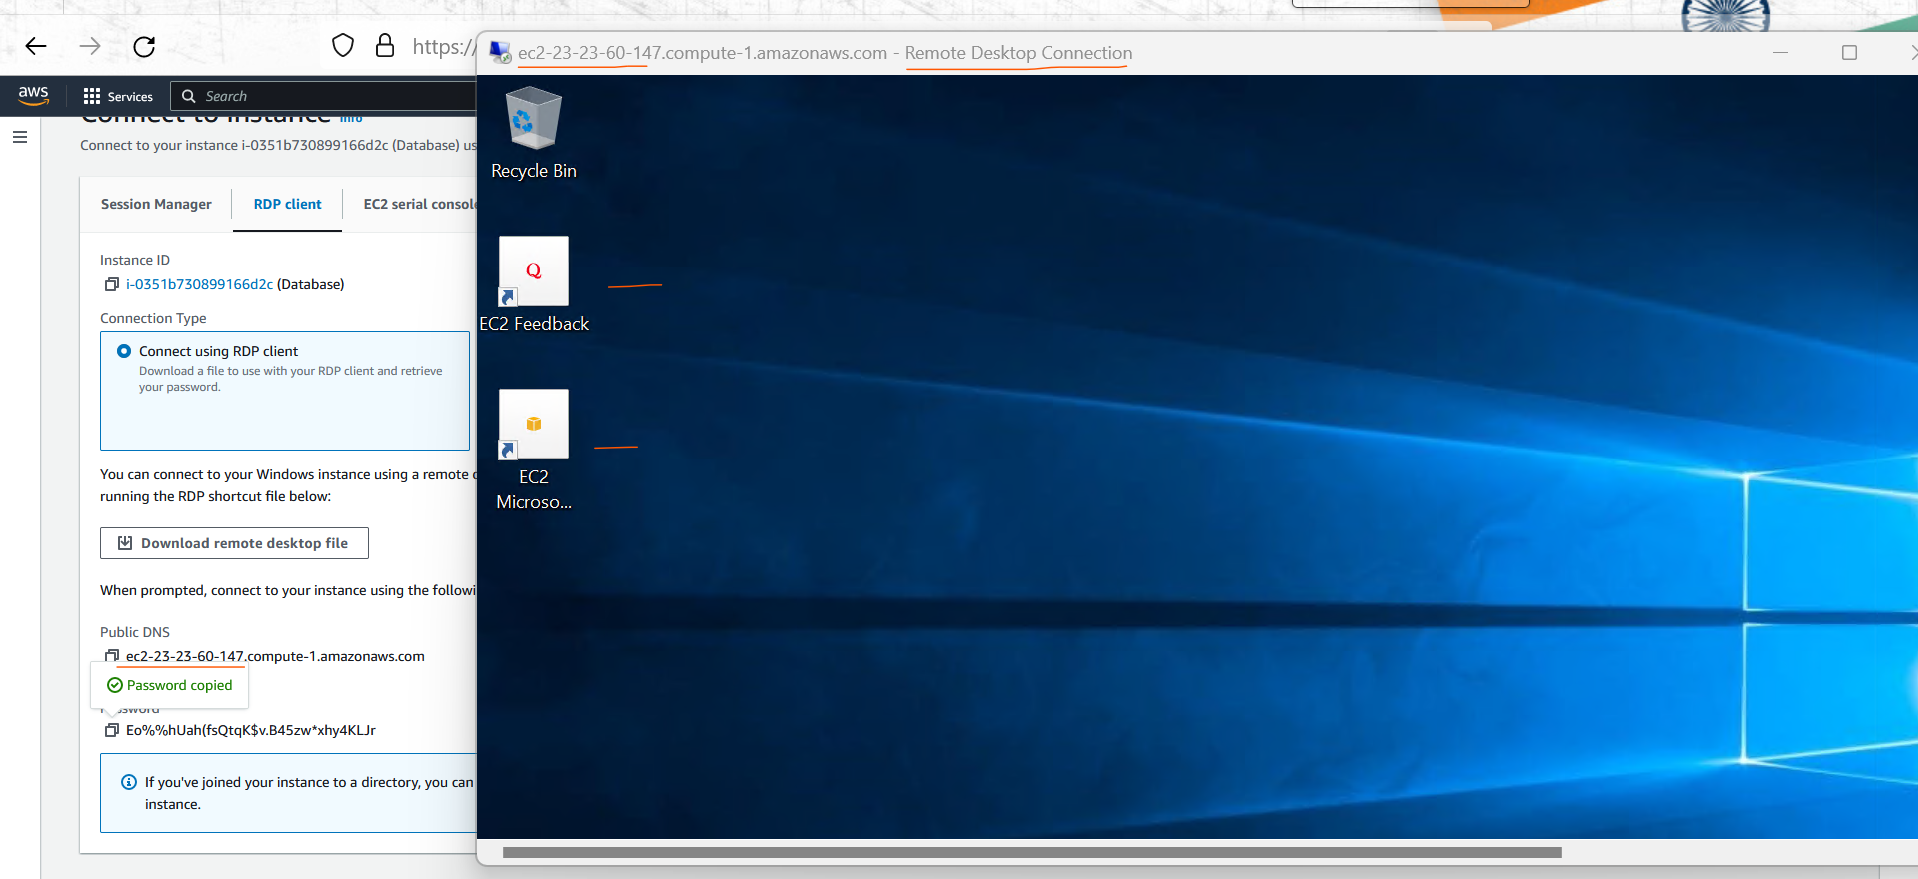 https://
ec2-23-23-60-147.compute-1.amazonaws.com - Remote Desktop Connection
aws
Services
Search
Connect to instance Info
Connect to your instance i-0351b730899166d2c (Database)
Session Manager
RDP client
EC2 serial console
Instance ID
i-0351b730899166d2c (Database)
Connection Type
Connect using RDP client
Download a file to use with your RDP client and retrieve
your password.
You can connect to your Windows instance using a remote
running the RDP shortcut file below:
Download remote desktop file
When prompted, connect to your instance using the
Public DNS
ec2-23-23-60-147.compute-1.amazonaws.com
Password copied
Password
Eo%%hUah(fsQtqK$v.B45zw*xhy4KLJr
If you've joined your instance to a directory, you can
instance.
Recycle Bin
Q
EC2 Feedback
EC2
Microso...